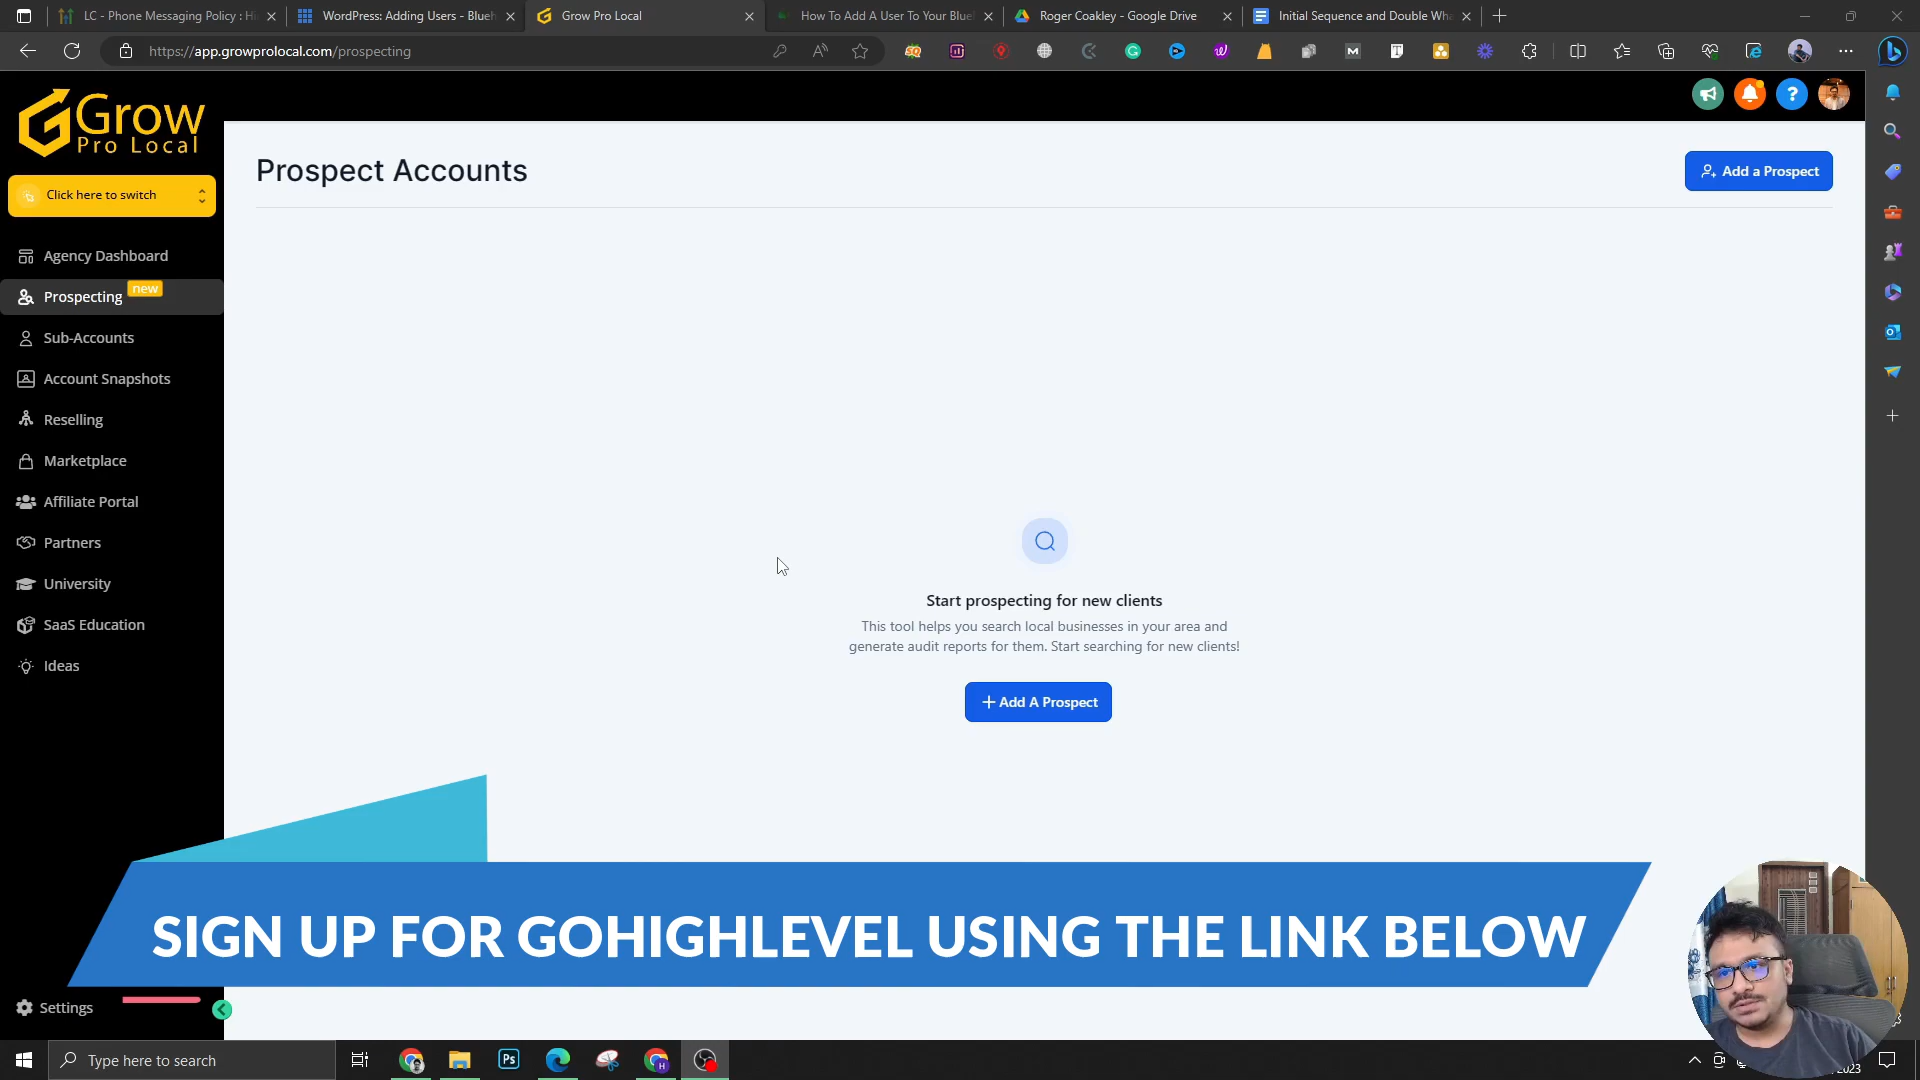 LC - Phone Messaging Policy : Hi
WordPress: Adding Users - Blueh
Grow Pro Local
How To Add A User To Your Blueh
Roger Coakley - Google Drive
Initial Sequence and Double Wha
https://app.growprolocal.com/prospecting
Grow
Pro Local
Click here to switch
Prospect Accounts
Add a Prospect
Agency Dashboard
Prospecting
new
Sub-Accounts
Account Snapshots
Reselling
Marketplace
Affiliate Portal
Partners
University
SaaS Education
Ideas
Start prospecting for new clients
This tool helps you search local businesses in your area and
generate audit reports for them. Start searching for new clients!
+ Add A Prospect
SIGN UP FOR GOHIGHLEVEL USING THE LINK BELOW
Settings
Type here to search
Ps